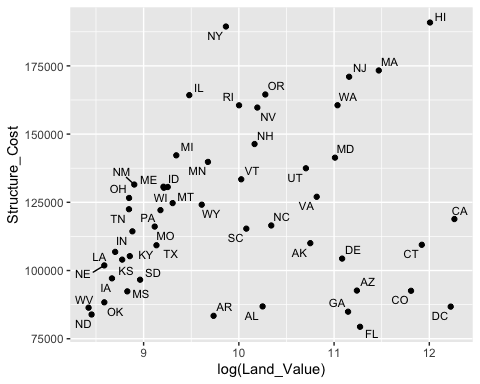 HI
NY
MA
NJ
175000
IL
OR
RI
WA
NV
150000
NH
MI
MD
MN
NM
ME
ID
VT
UT
OH
WI
MT
125000
VA
WY
TN
PA
NC
CA
SC
MO
IN
KY
TX
AK
DE
CT
LA
100000
NE
KS
SD
IA
AZ
MS
CO
WV
OK
AR
AL
GA
DC
ND
FL
75000
Structure_Cost
9 10 11 12
log(Land_Value)